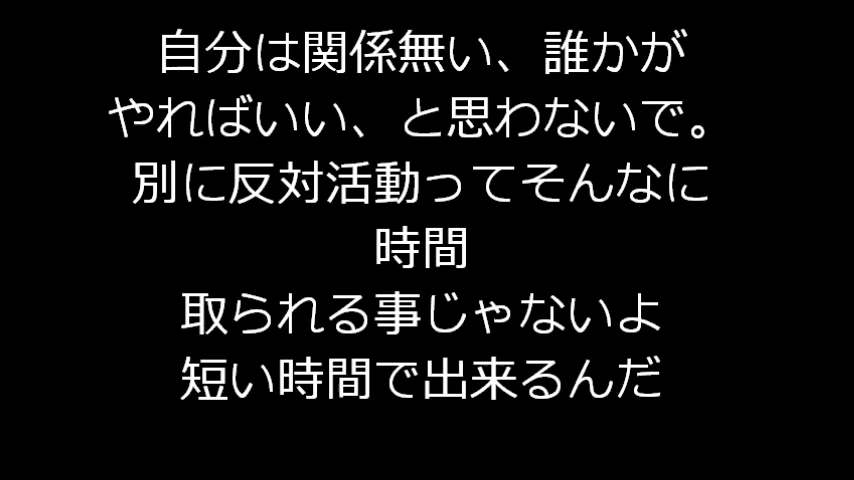 自分は関係無い、誰かが
やればいい、と思わないで。
別に反対活動ってそんなに
時間
取られる事じゃないよ
短い時間で出来るんだ